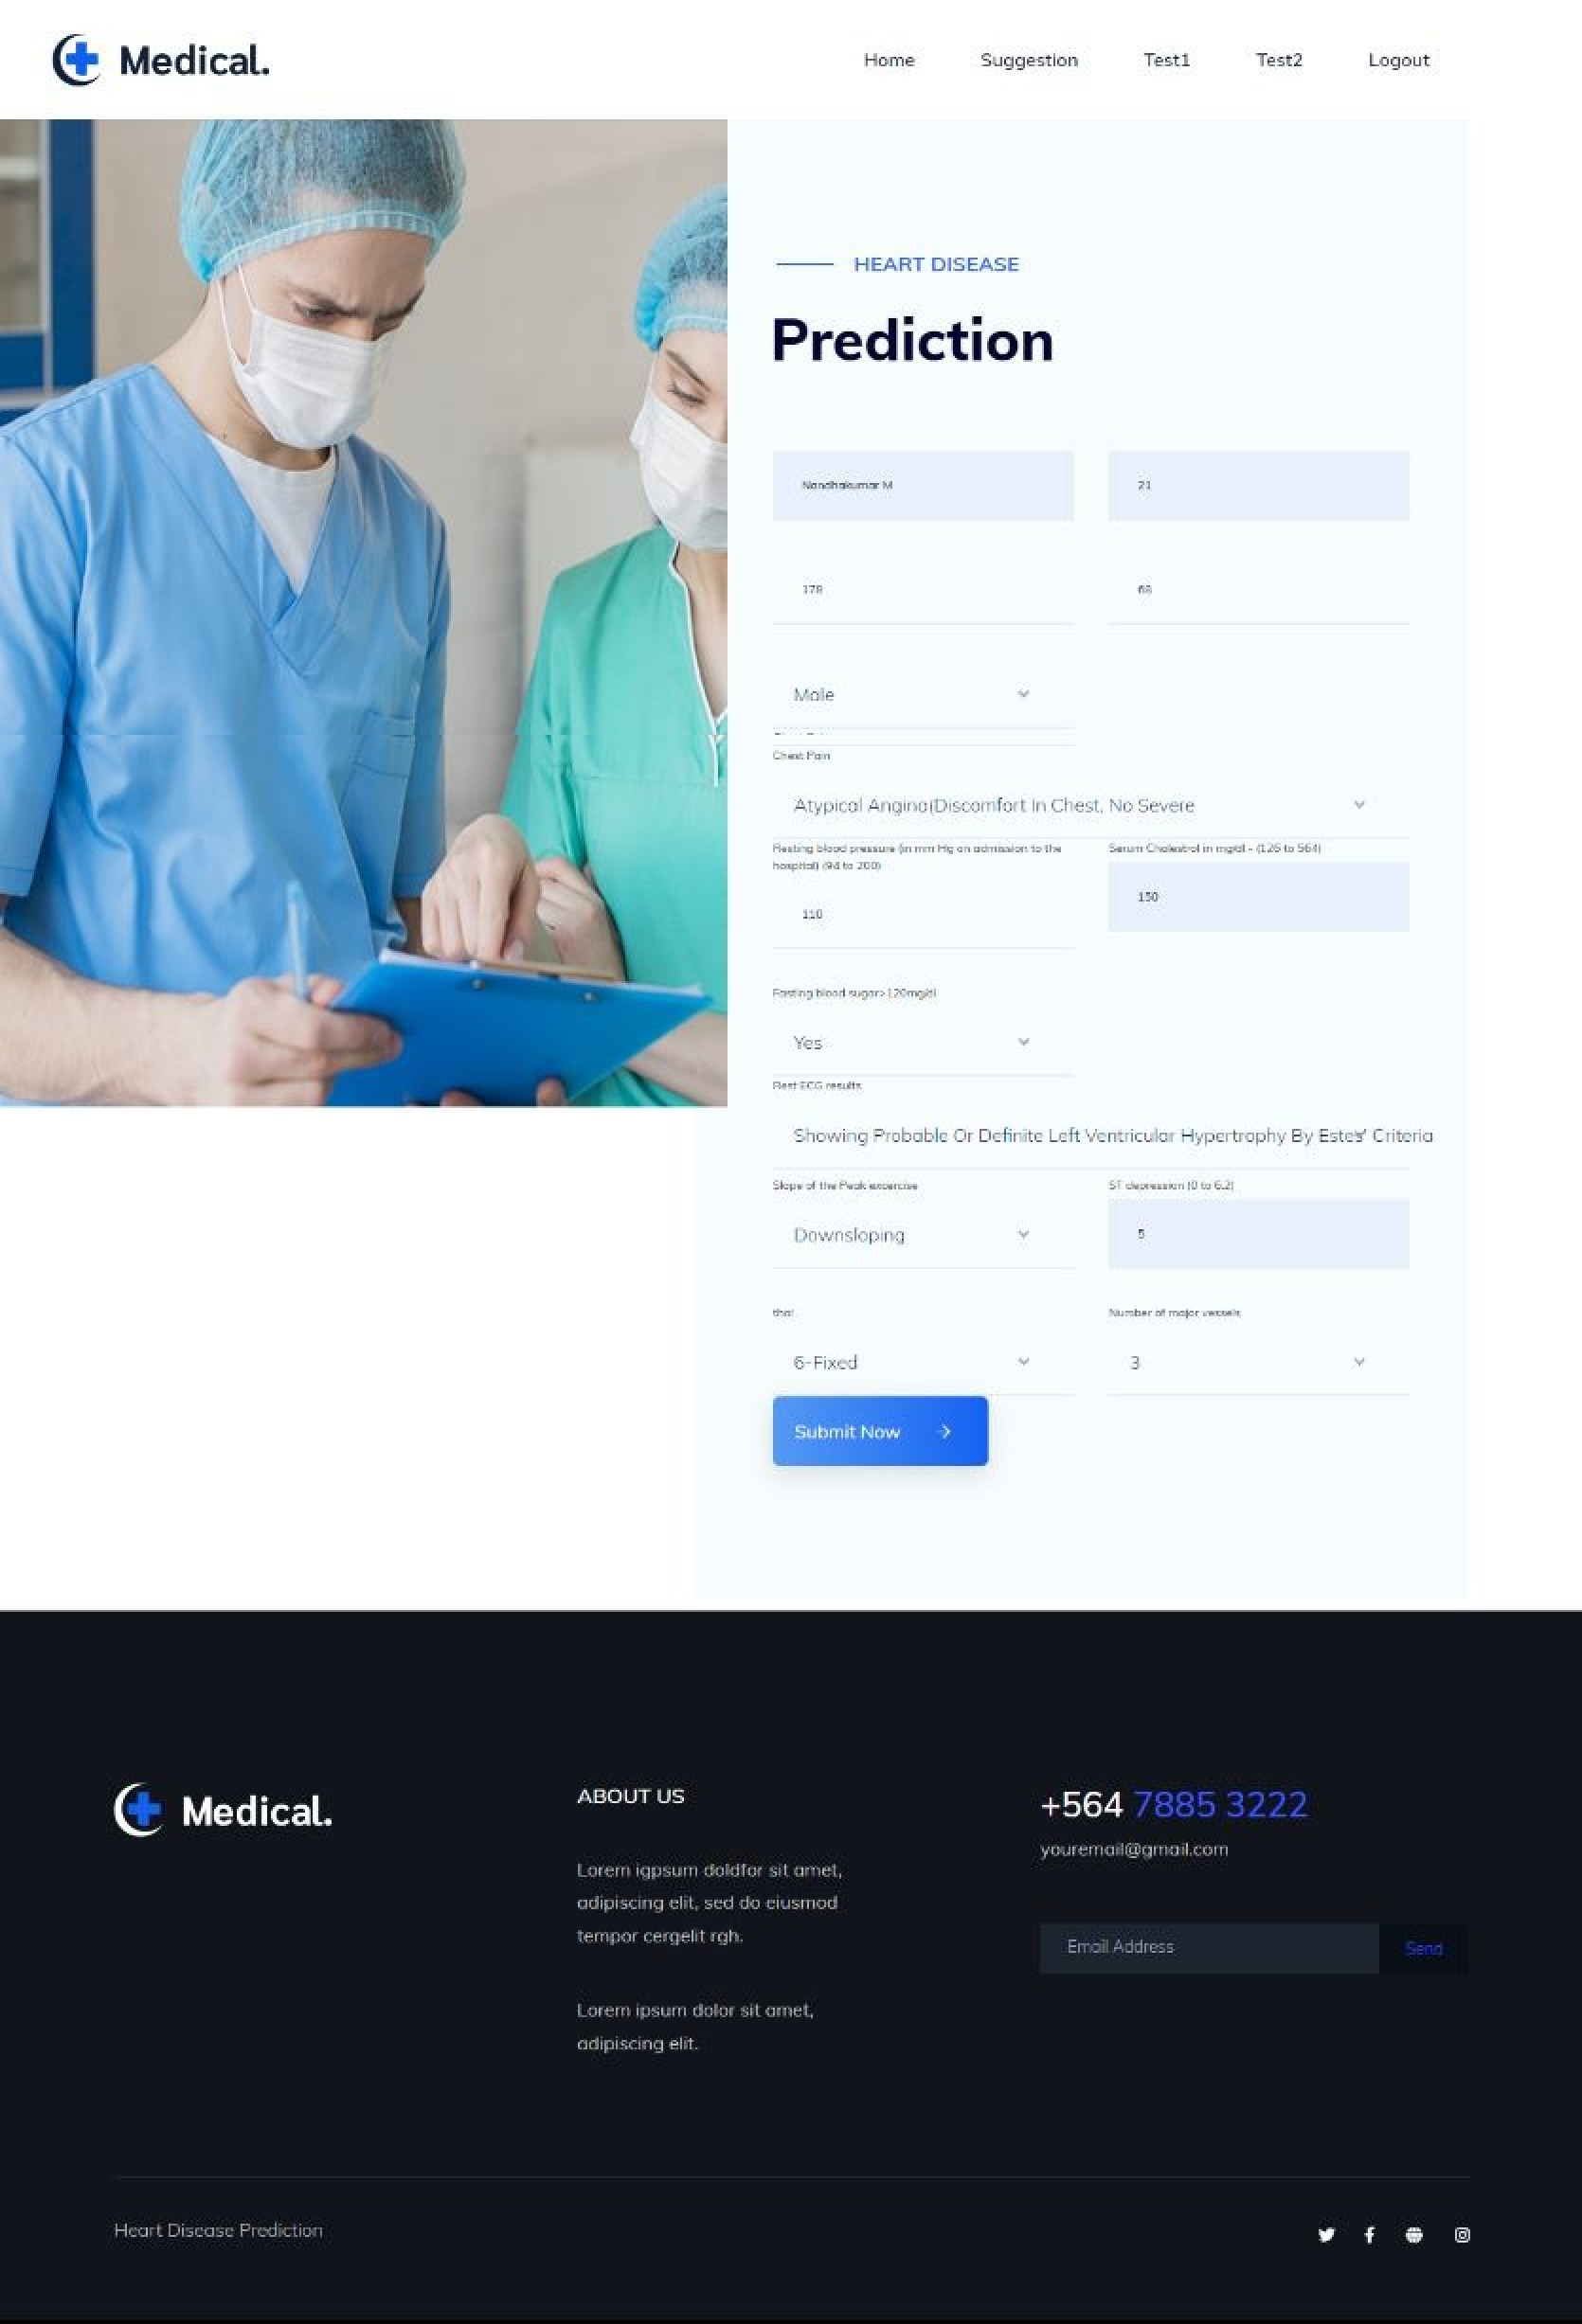 Medical.
Home Suggestion Test1 Test2 Logout
HEART DISEASE
Prediction
Nandhakumar M 21
178 68
Male
Chest Pain
Atypical Angina(Discomfort In Chest, No Severe
Resting blood pressure (in mm Hg on admission to the
hospital) (94 to 200)
Serum Cholestrol in mg/dl - (126 to 564)
110 150
Fasting blood sugar>120mg/dl
Yes
Rest ECG results
Showing Probable Or Definite Left Ventricular Hypertrophy By Estes' Criteria
Slope of the Peak excercise ST depression (0 to 6.2)
Downsloping 5
thal Number of major vessels
6-Fixed 3
Submit Now
Medical.
ABOUT US
Lorem igpsum doldfor sit amet,
adipiscing elit, sed do eiusmod
tempor cergelit rgh.
Lorem ipsum dolor sit amet,
adipiscing elit.
+564 7885 3222
youremail@gmail.com
Email Address Send
Heart Disease Prediction